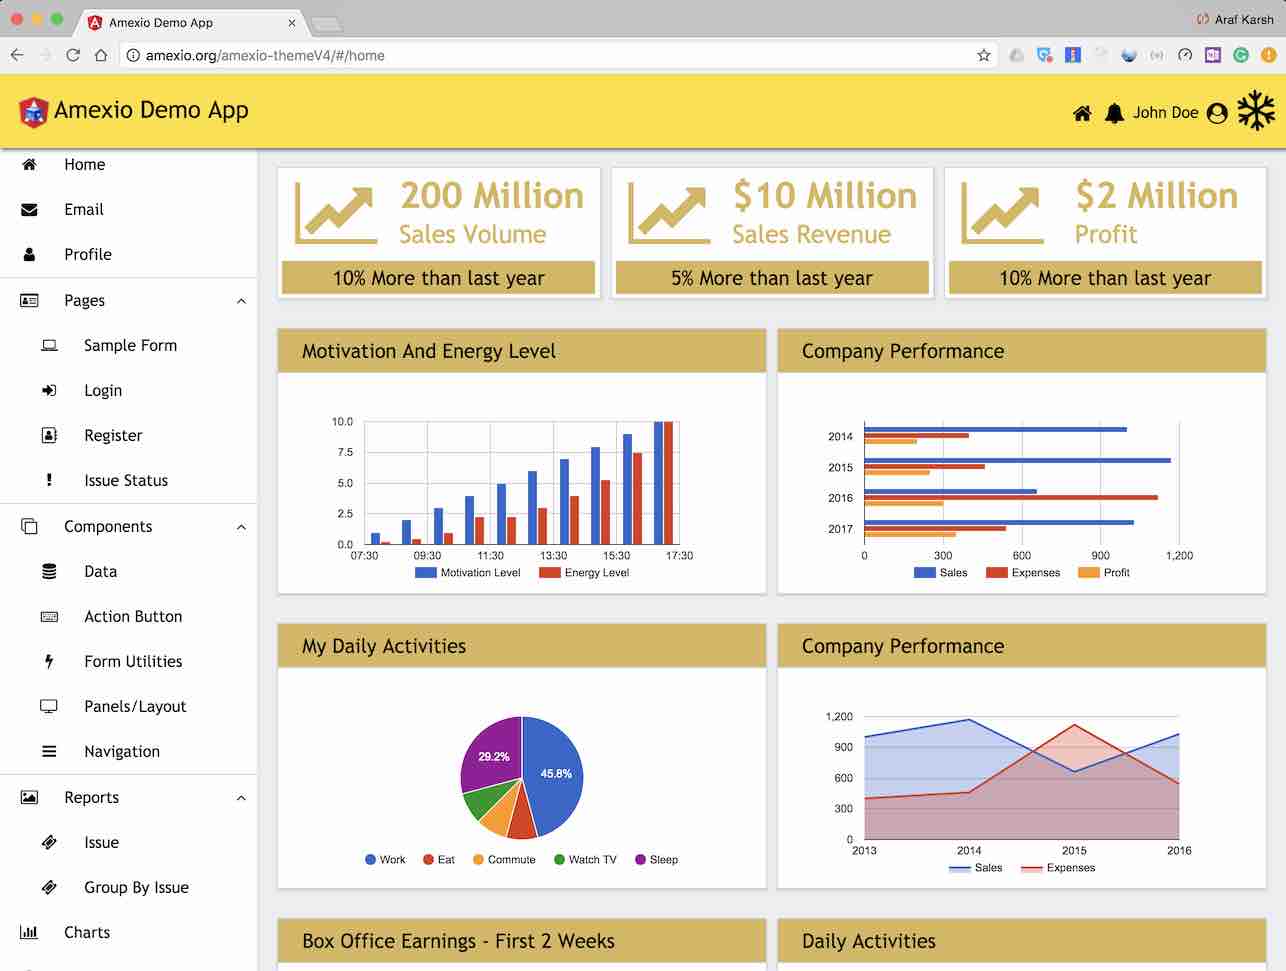 Amexio Demo App
Araf Karsh
amexio.org/amexio-themeV4/#/home
Amexio Demo App
John Doe
Home
Email
Profile
Pages
Sample Form
Login
Register
Issue Status
Components
Data
Action Button
Form Utilities
Panels/Layout
Navigation
Reports
Issue
Group By Issue
Charts
200 Million
Sales Volume
10% More than last year
$10 Million
Sales Revenue
5% More than last year
$2 Million
Profit
10% More than last year
Motivation And Energy Level
10.0
7.5
5.0
2.5
0.0
07:30 09:30 11:30 13:30 15:30 17:30
Motivation Level Energy Level
Company Performance
2014
2015
2016
2017
0 300 600 900 1,200
Sales Expenses Profit
My Daily Activities
29.2%
45.8%
Work Eat Commute Watch TV Sleep
Company Performance
1,200
900
600
300
0
2013 2014 2015 2016
Sales Expenses
Box Office Earnings - First 2 Weeks
Daily Activities